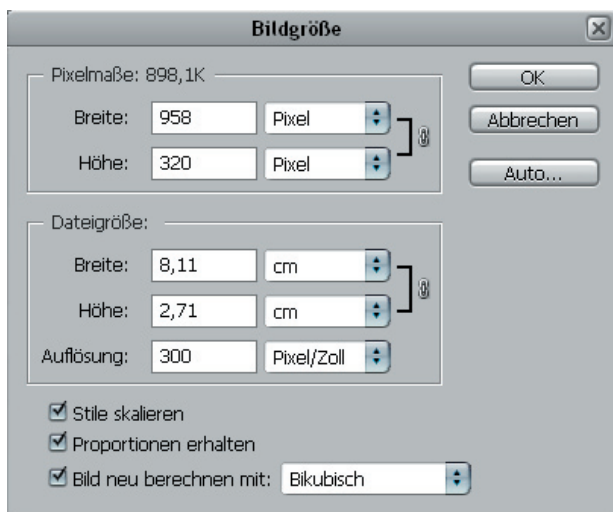 Bildgröße
Pixelmaße: 898,1K
Breite: 958 Pixel
Höhe: 320 Pixel
OK
Abbrechen
Auto...
Dateigröße:
Breite: 8,11 cm
Höhe: 2,71 cm
Auflösung: 300 Pixel/Zoll
Stile skalieren
Proportionen erhalten
Bild neu berechnen mit: Bikubisch